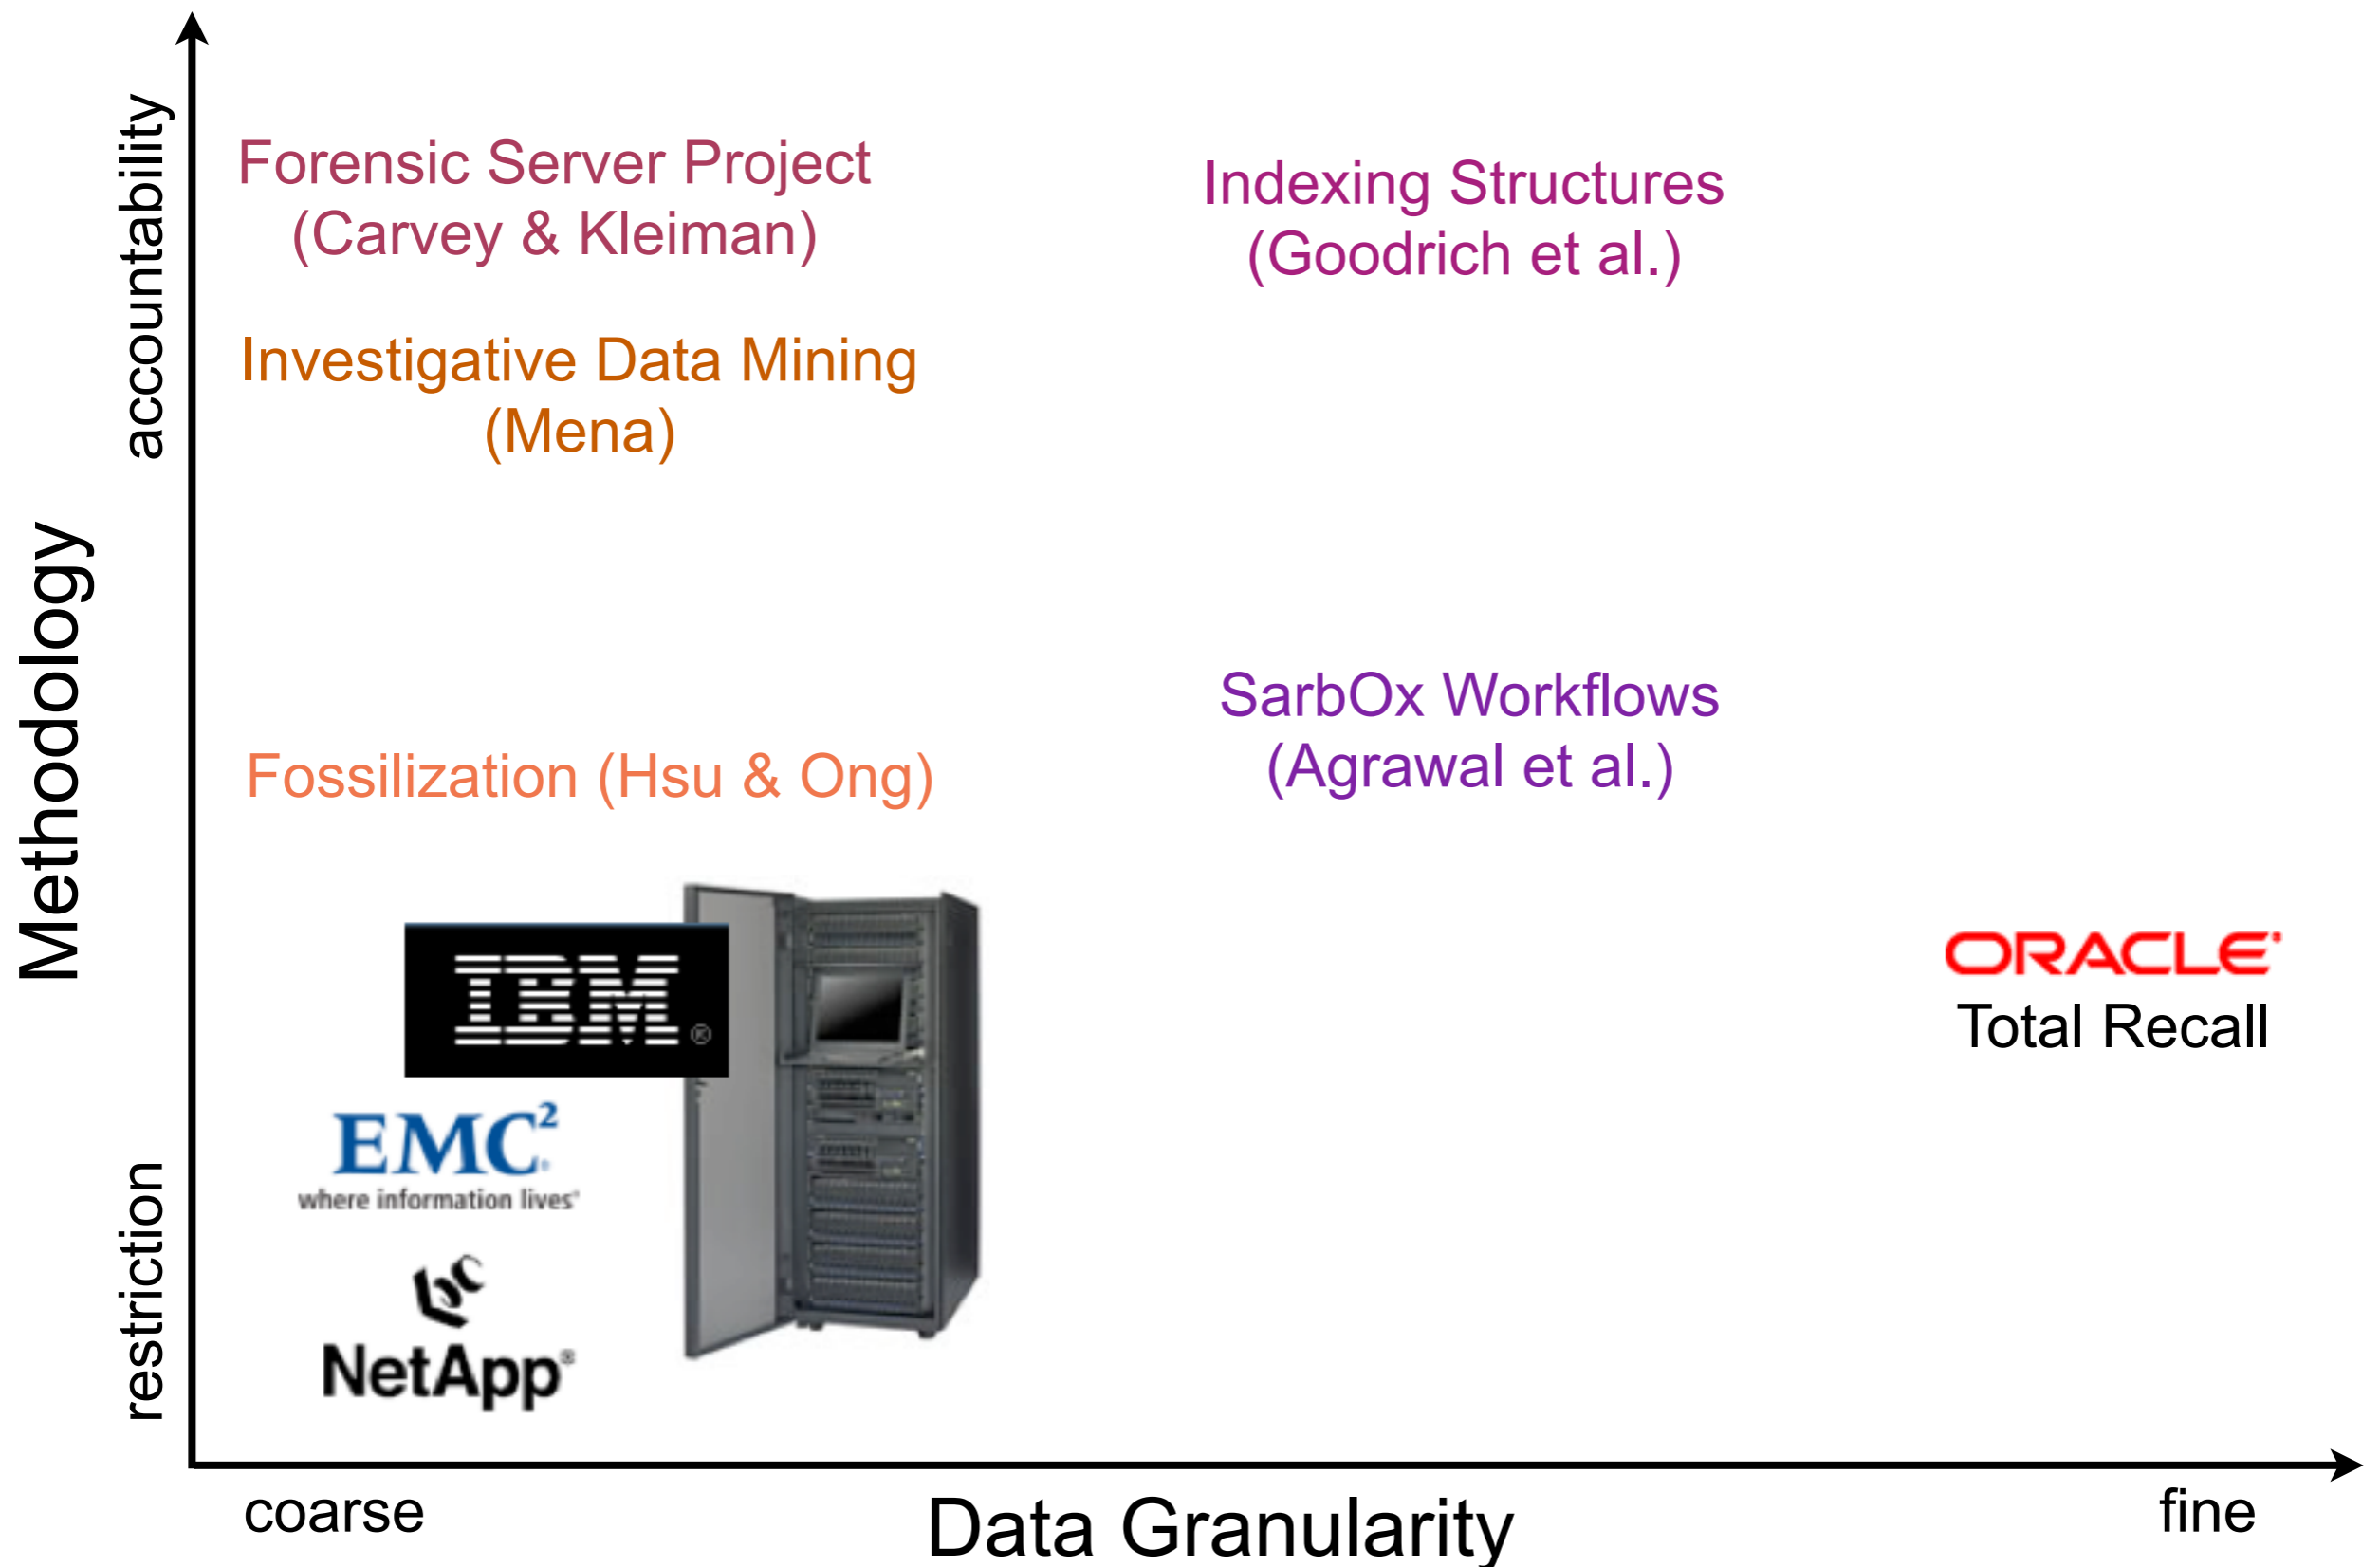 accountability
Methodology
restriction
Forensic Server Project
(Carvey & Kleiman)
Indexing Structures
(Goodrich et al.)
Investigative Data Mining
(Mena)
SarbOx Workflows
(Agrawal et al.)
Fossilization (Hsu & Ong)
IBM®
ORACLE
Total Recall
EMC²
where information lives®
NetApp®
coarse
Data Granularity
fine